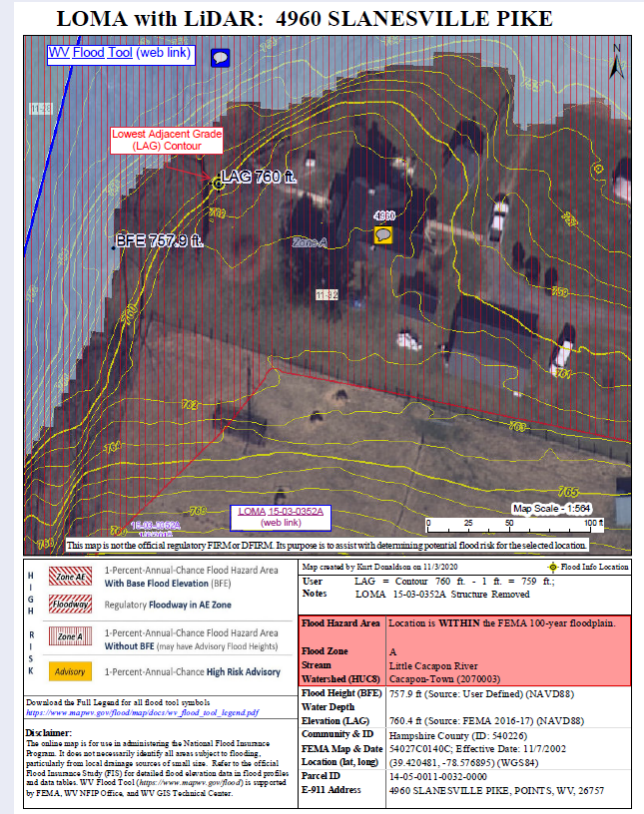 LOMA with LiDAR: 4960 SLANESVILLE PIKE
WV Flood Tool (web link)
N
Lowest Adjacent Grade
(LAG) Contour
LAG 760 ft.
BFE 757.9 ft.
Zone A
11-32
760
762
763
761
765
LOMA 15-03-0352A
(web link)
15-03-0352A
Map Scale - 1:564
0 25 50 100 ft
This map is not the official regulatory FIRM or DFIRM. Its purpose is to assist with determining potential flood risk for the selected location.
HIGH RISK
Zone AE
1-Percent-Annual-Chance Flood Hazard Area
With Base Flood Elevation (BFE)
Floodway
Regulatory Floodway in AE Zone
Zone A
1-Percent-Annual-Chance Flood Hazard Area
Without BFE (may have Advisory Flood Heights)
Advisory
1-Percent-Annual-Chance High Risk Advisory
Download the Full Legend for all flood tool symbols
https://www.mapwv.gov/flood/map/docs/wv_flood_tool_legend.pdf
Disclaimer:
The online map is for use in administering the National Flood Insurance
Program. It does not necessarily identify all areas subject to flooding,
particularly from local drainage sources of small size. Refer to the official
Flood Insurance Study (FIS) for detailed flood elevation data in flood profiles
and data tables. WV Flood Tool (https://www.mapwv.gov/flood) is supported
by FEMA, WV NFIP Office, and WV GIS Technical Center.
Map created by Kurt Donaldson on 11/3/2020
Flood Info Location
User Notes LAG = Contour 760 ft. - 1 ft. = 759 ft.;
LOMA 15-03-0352A Structure Removed
Flood Hazard Area Location is WITHIN the FEMA 100-year floodplain.
Flood Zone A
Stream Little Cacapon River
Watershed (HUC8) Cacapon-Town (2070003)
Flood Height (BFE) 757.9 ft (Source: User Defined) (NAVD88)
Water Depth
Elevation (LAG) 760.4 ft (Source: FEMA 2016-17) (NAVD88)
Community & ID Hampshire County (ID: 540226)
FEMA Map & Date 54027C0140C; Effective Date: 11/7/2002
Location (lat, long) (39.420481, -78.576895) (WGS84)
Parcel ID 14-05-0011-0032-0000
E-911 Address 4960 SLANESVILLE PIKE, POINTS, WV, 26757